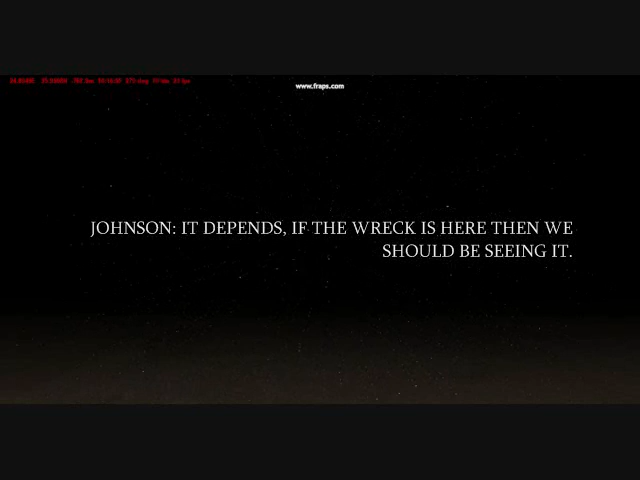 www.fraps.com
JOHNSON: IT DEPENDS, IF THE WRECK IS HERE THEN WE
SHOULD BE SEEING IT.